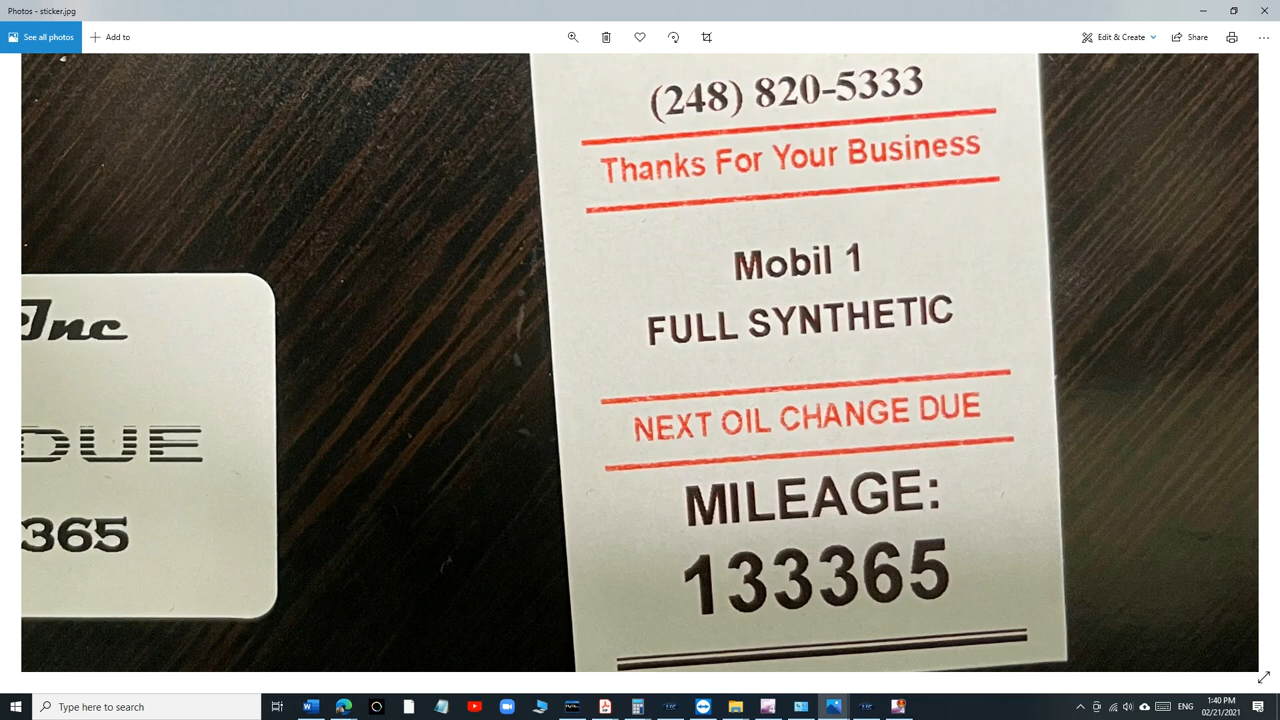 Photos - sticker.jpg
See all photos
Add to
Edit & Create
Share
(248) 820-5333
Thanks For Your Business
Mobil 1
FULL SYNTHETIC
NEXT OIL CHANGE DUE
MILEAGE:
133365
Inc
DUE
365
Type here to search
ENG
1:40 PM
02/21/2021